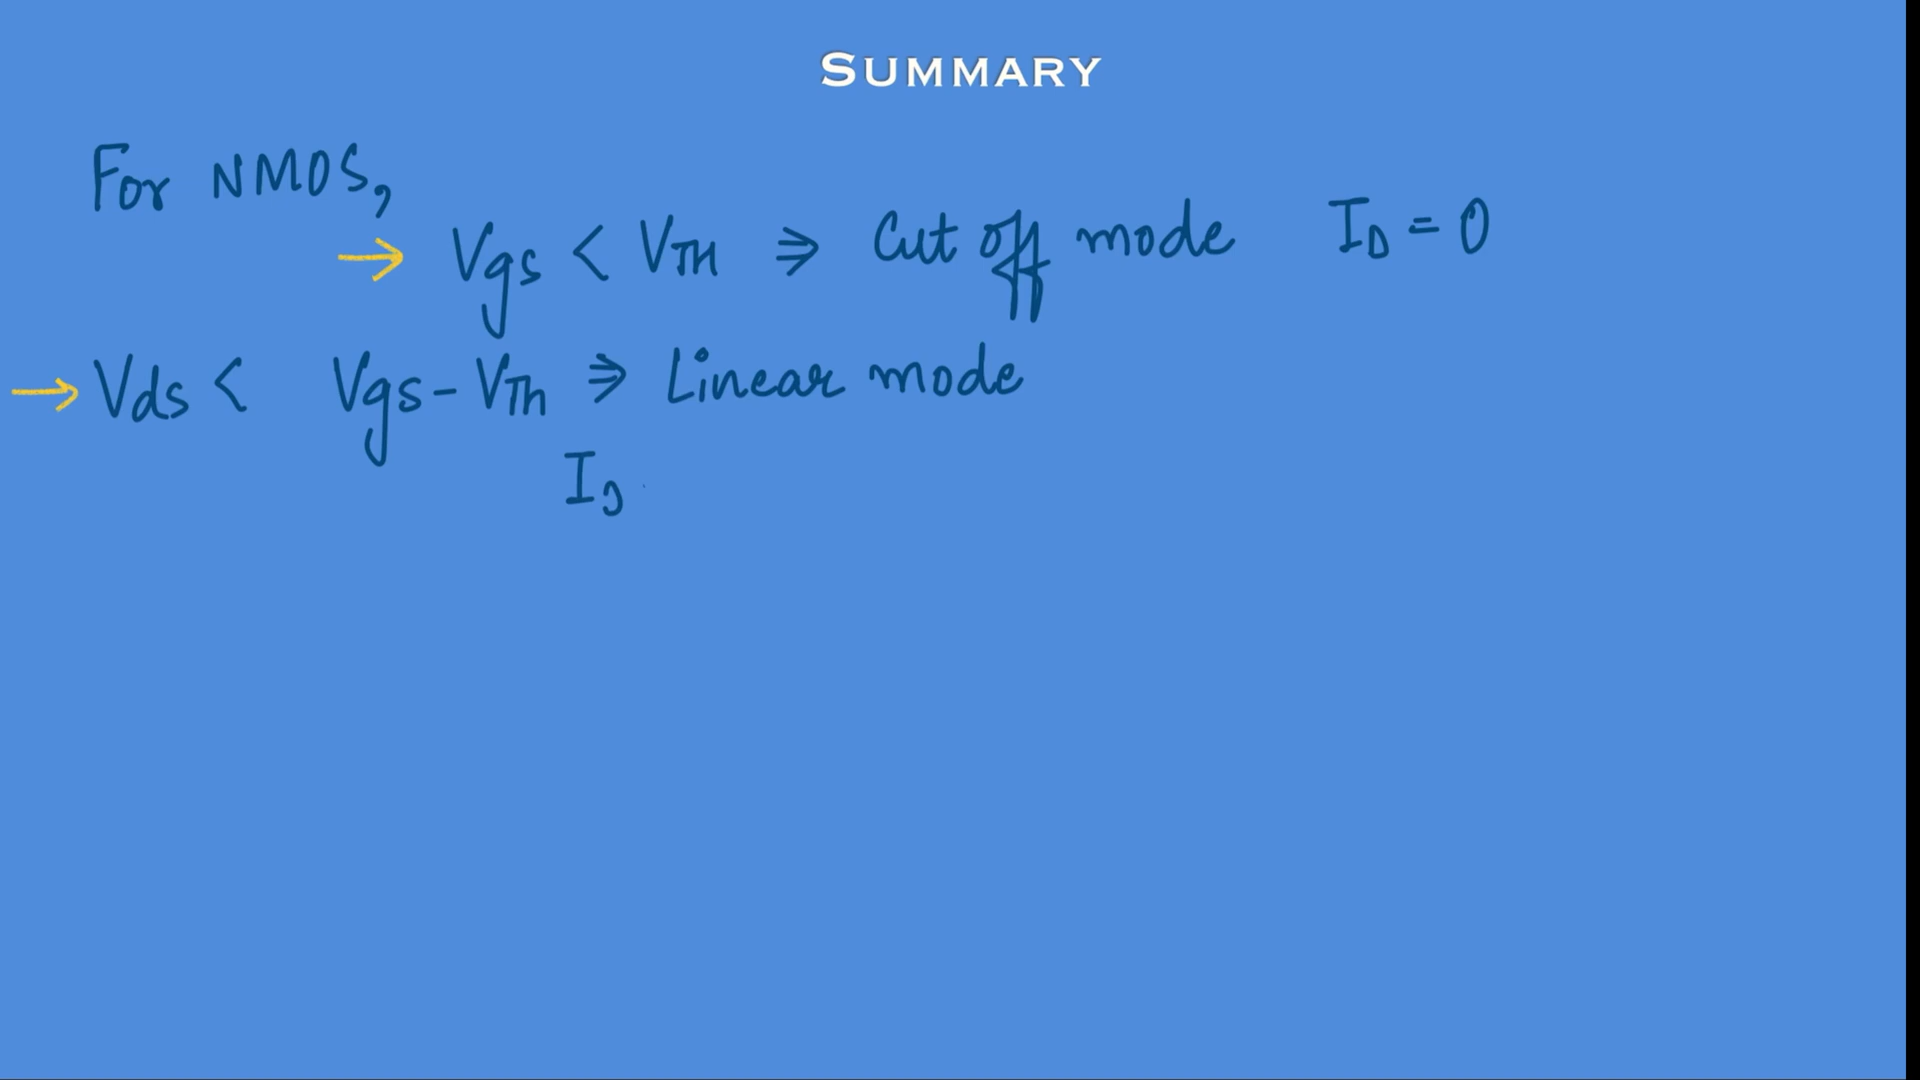 SUMMARY
For NMOS,
→ Vgs < VTH ⇒ Cut off mode ID = 0
→ Vds < Vgs - VTh ⇒ Linear mode
ID